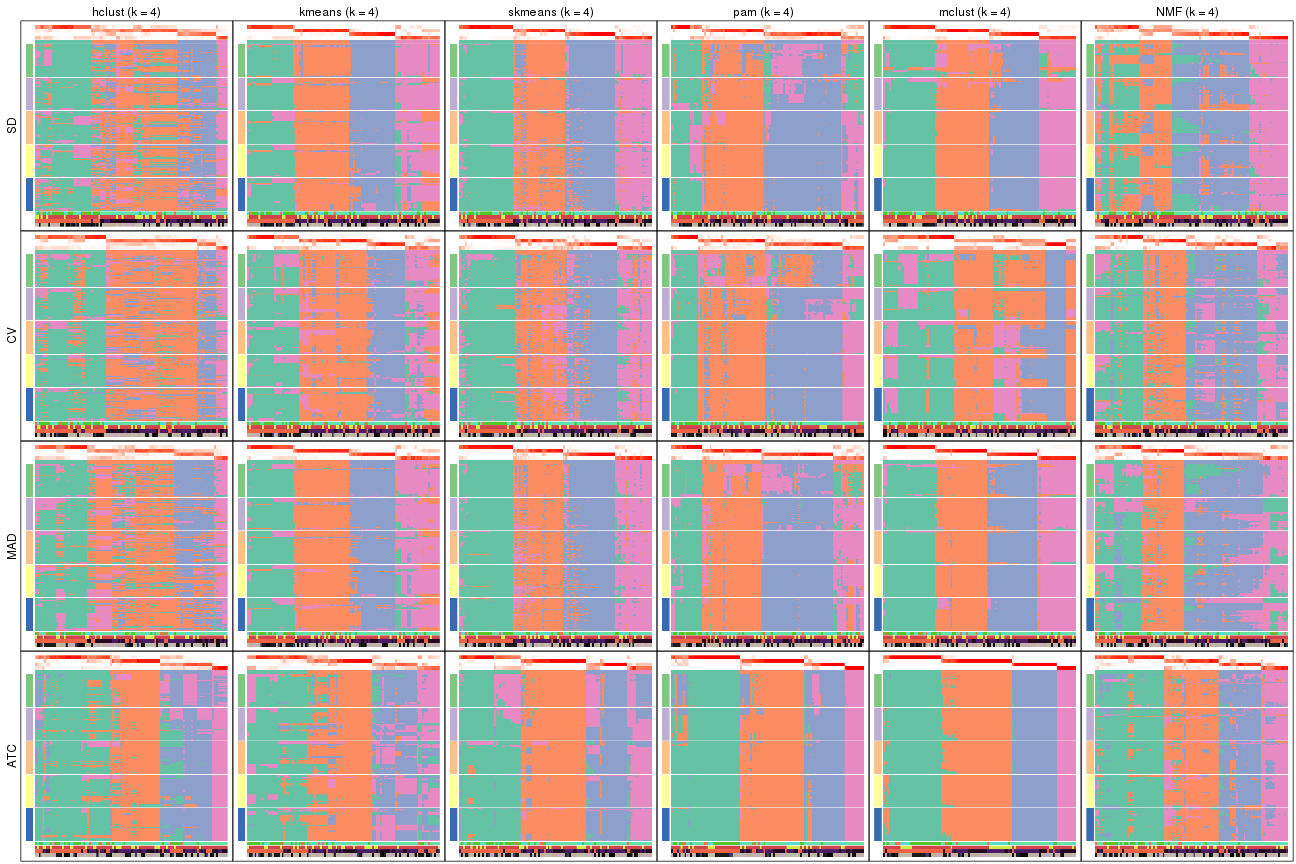 hclust (k = 4)
kmeans (k = 4)
skmeans (k = 4)
pam (k = 4)
mclust (k = 4)
NMF (k = 4)
SD
CV
MAD
ATC